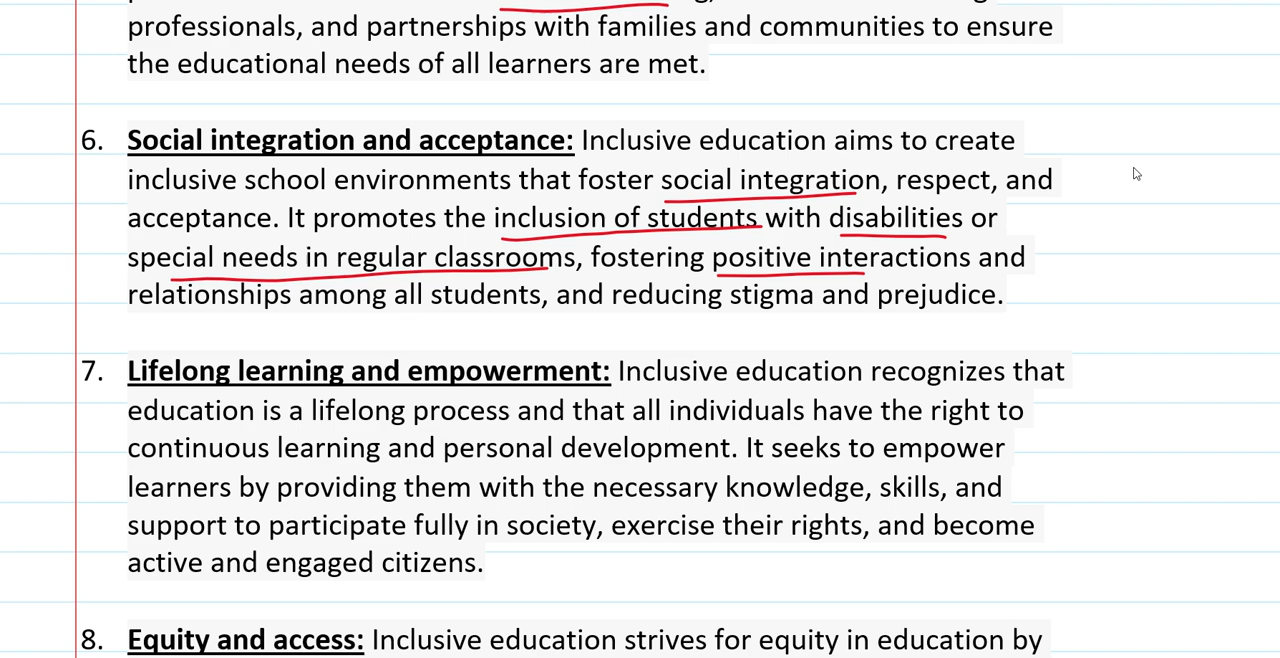 professionals, and partnerships with families and communities to ensure
the educational needs of all learners are met.
6. Social integration and acceptance: Inclusive education aims to create
inclusive school environments that foster social integration, respect, and
acceptance. It promotes the inclusion of students with disabilities or
special needs in regular classrooms, fostering positive interactions and
relationships among all students, and reducing stigma and prejudice.
7. Lifelong learning and empowerment: Inclusive education recognizes that
education is a lifelong process and that all individuals have the right to
continuous learning and personal development. It seeks to empower
learners by providing them with the necessary knowledge, skills, and
support to participate fully in society, exercise their rights, and become
active and engaged citizens.
8. Equity and access: Inclusive education strives for equity in education by